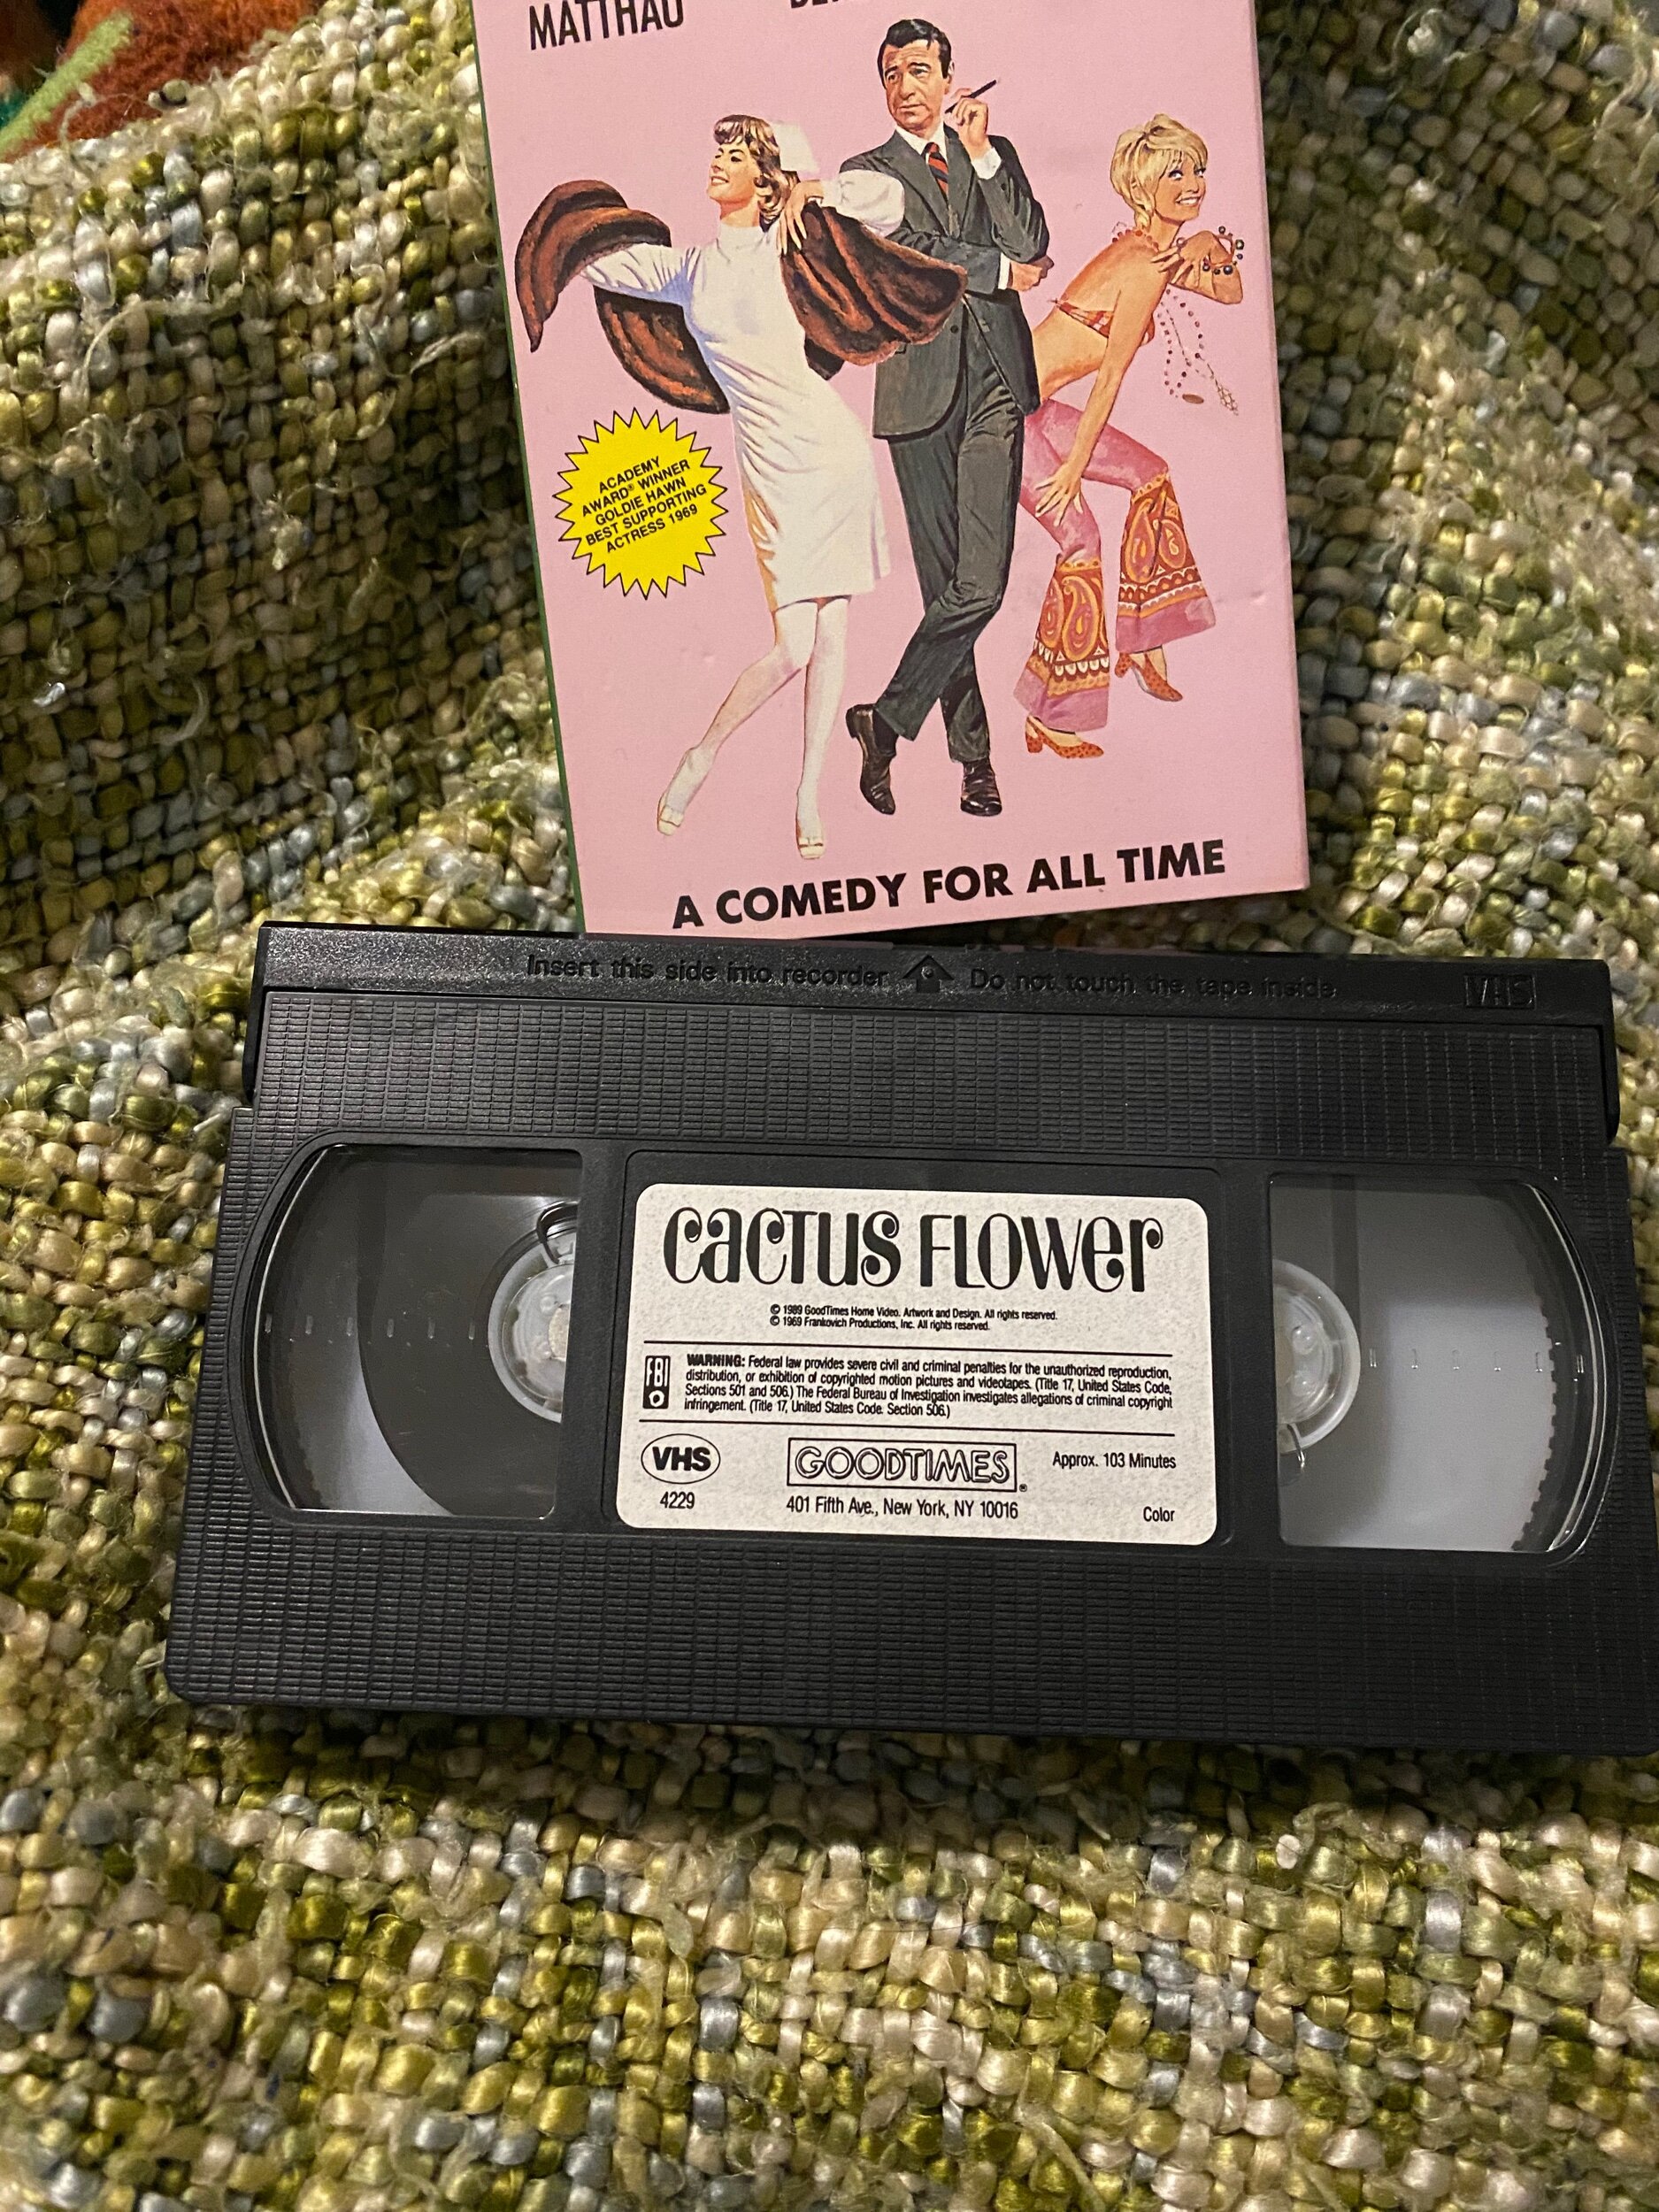 MATTHAU
ACADEMY
AWARD® WINNER
GOLDIE HAWN
BEST SUPPORTING
ACTRESS 1969
A COMEDY FOR ALL TIME
Insert this side into recorder Do not touch the tape inside
VHS
CACTUS FLOWER
© 1989 GoodTimes Home Video. Artwork and Design. All rights reserved.
© 1969 Frankovich Productions, Inc. All rights reserved.
FBI
WARNING: Federal law provides severe civil and criminal penalties for the unauthorized reproduction,
distribution, or exhibition of copyrighted motion pictures and videotapes. (Title 17, United States Code,
Sections 501 and 506.) The Federal Bureau of Investigation investigates allegations of criminal copyright
infringement. (Title 17, United States Code. Section 506.)
VHS
GOODTIMES®
Approx. 103 Minutes
4229
401 Fifth Ave., New York, NY 10016
Color